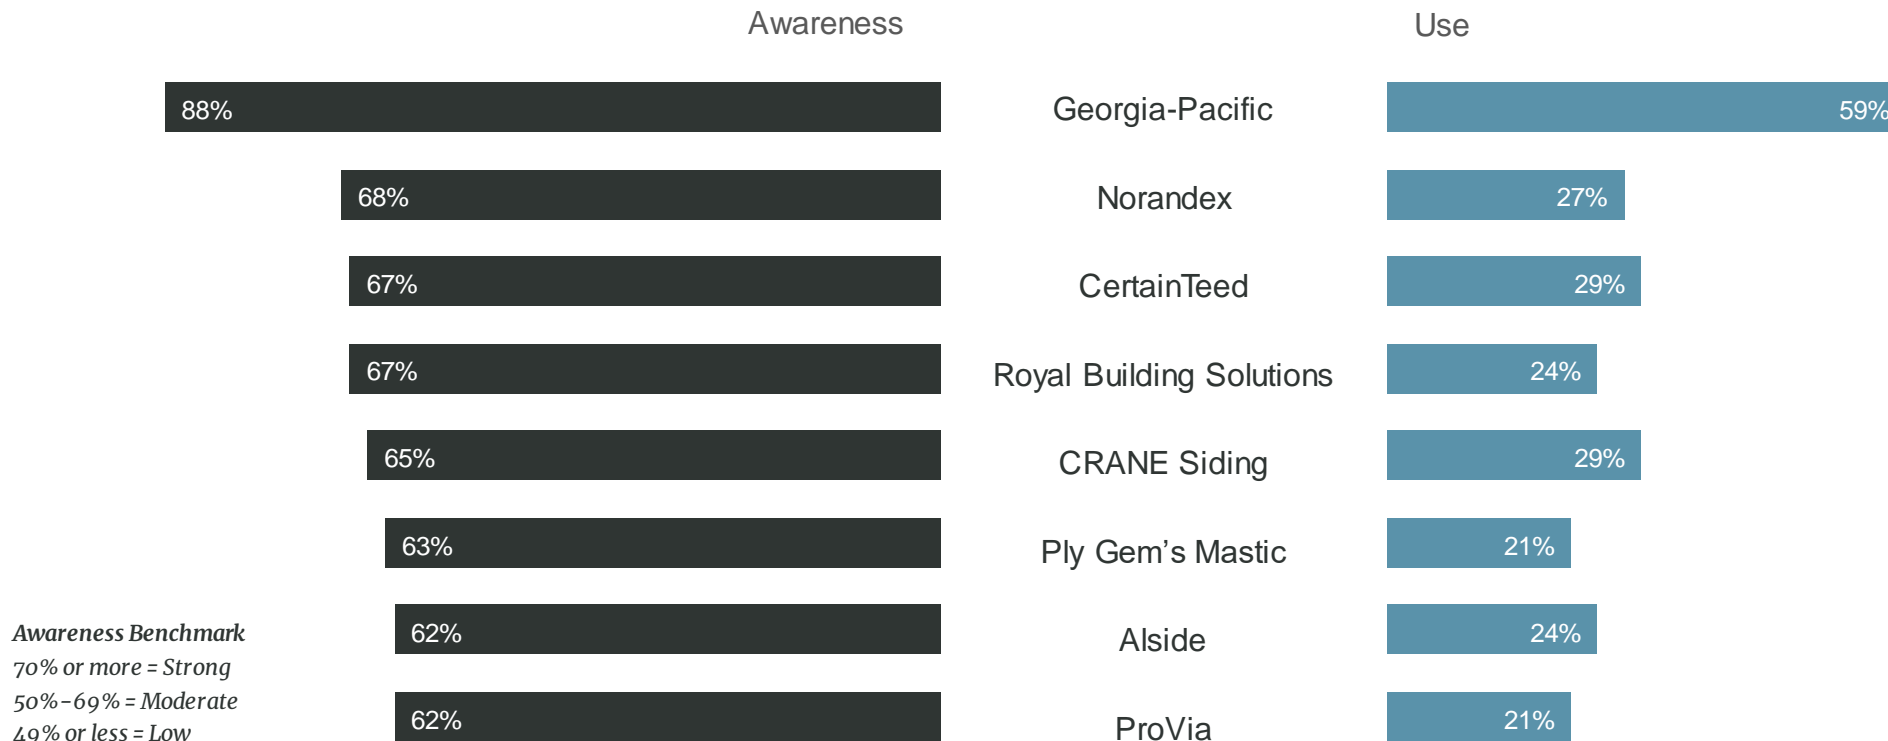 Awareness Use
88% Georgia-Pacific 59%
68% Norandex 27%
67% CertainTeed 29%
67% Royal Building Solutions 24%
65% CRANE Siding 29%
63% Ply Gem’s Mastic 21%
62% Alside 24%
62% ProVia 21%
Awareness Benchmark
70% or more = Strong
50%-69% = Moderate
49% or less = Low